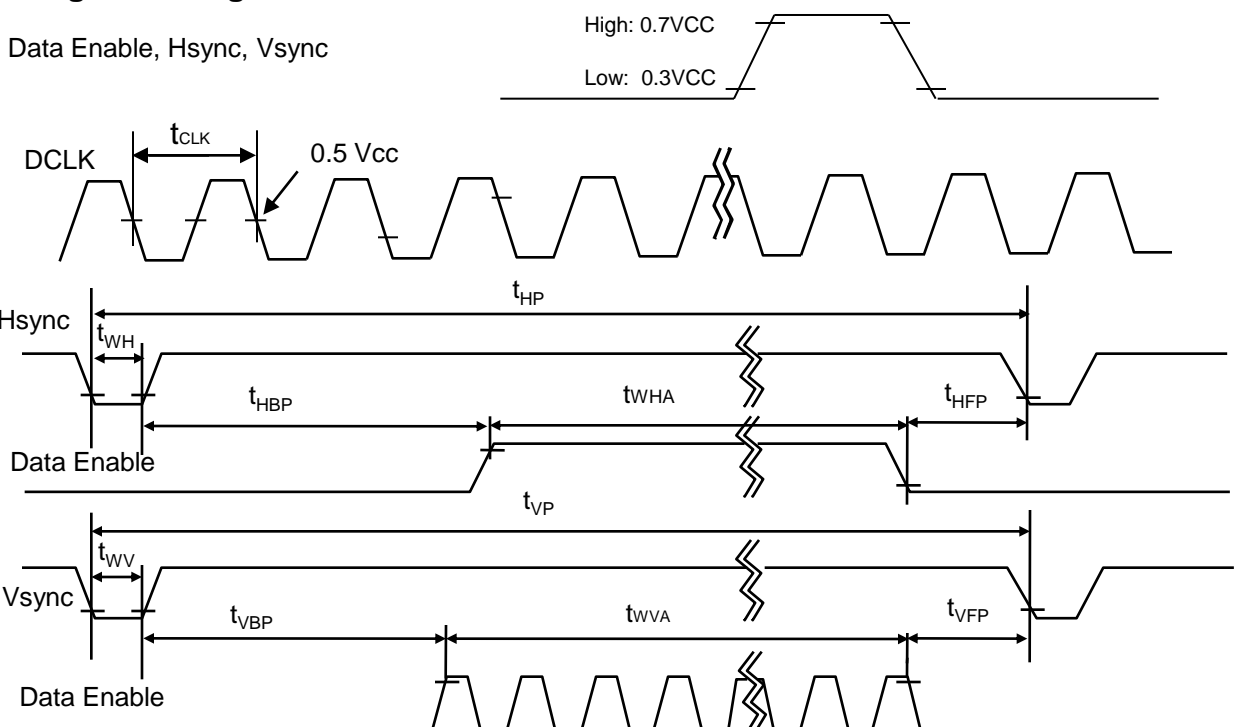 High: 0.7VCC
Data Enable, Hsync, Vsync
Low: 0.3VCC
tCLK
DCLK
0.5 Vcc
tHP
Hsync
tWH
tHBP
tWHA
tHFP
Data Enable
tVP
tWV
Vsync
tVBP
tWVA
tVFP
Data Enable